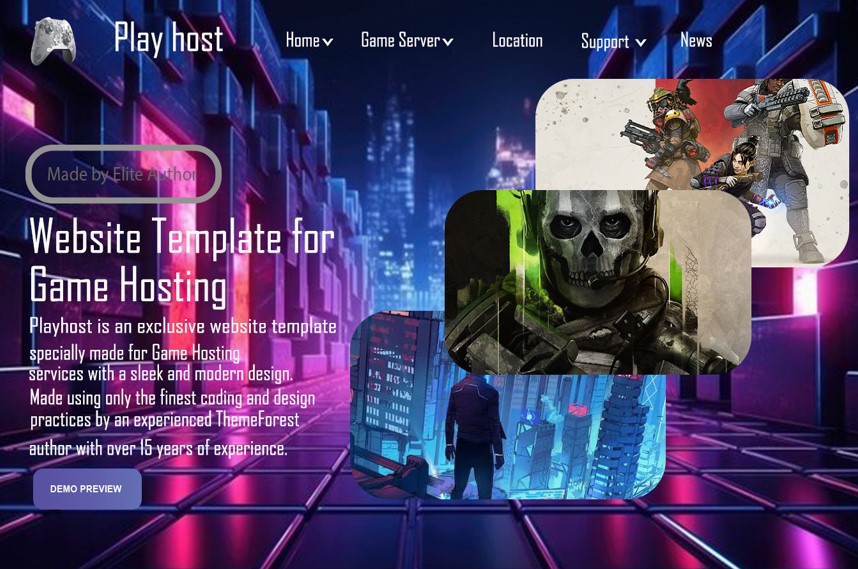 Play host
Home
Game Server
Location
Support
News
Made by Elite Author
Website Template for
Game Hosting
Playhost is an exclusive website template
specially made for Game Hosting
services with a sleek and modern design.
Made using only the finest coding and design
practices by an experienced ThemeForest
author with over 15 years of experience.
DEMO PREVIEW